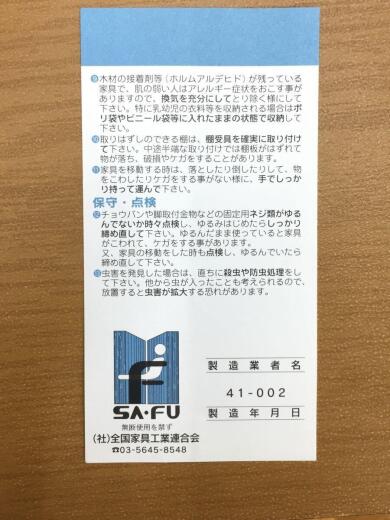 ⑨木材の接着剤等（ホルムアルデヒド）が残っている
家具で、肌の弱い人はアレルギー症状をおこす事が
ありますので、換気を充分にしてとり除く様にして
下さい。特に乳幼児の衣料等を収納される場合はポ
リ袋やビニール袋等に入れたままの状態で収納して
下さい。
⑩取りはずしのできる棚は、棚受具を確実に取り付け
て下さい。中途半端な取り付けでは棚板がはずれて
物が落ち、破損やケガをすることがあります。
⑪家具を移動する時は、落としたり倒したりして、物
をこわしたりケガをする事がない様に、手でしっか
り持って運んで下さい。
保守・点検
⑫チョウバンや脚取付金物などの固定用ネジ類がゆる
んでないか時々点検し、ゆるみはじめたらしっかり
締め直して下さい。ゆるんだまま使っていると家具が
こわれて、ケガをする事があります。
又、家具の移動をした時も点検し、ゆるんでいたら
締め直して下さい。
⑬虫害を発見した場合は、直ちに殺虫や防虫処理をし
て下さい。他から虫が入ったことも考えられるので、
放置すると虫害が拡大する恐れがあります。
f
SA・FU
無断使用を禁ず
（社）全国家具工業連合会
☎03-5645-8548
製造業者名
41-002
製造年月日